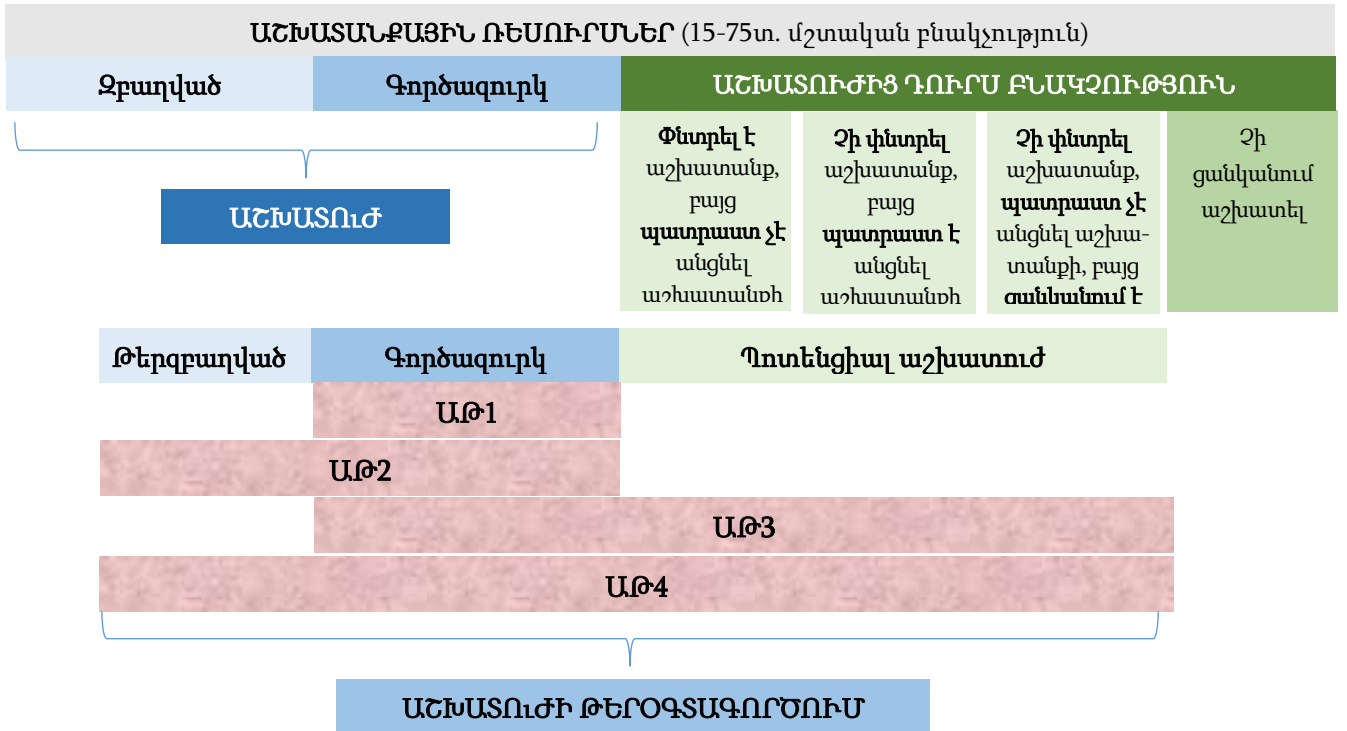 ԱՇԽԱՏԱՆՔԱՅԻՆ ՌԵՍՈՒՐՍՆԵՐ (15-75տ. մշտական բնակչություն)
Զբաղված
Գործազուրկ
ԱՇԽԱՏՈՒԺԻՑ ԴՈՒՐՍ ԲՆԱԿՉՈՒԹՅՈՒՆ
ԱՇԽԱՏՈւԺ
Փնտրել է
աշխատանք,
բայց
պատրաստ չէ
անցնել
աշխատանքի
Չի փնտրել
աշխատանք,
բայց
պատրաստ է
անցնել
աշխատանքի
Չի փնտրել
աշխատանք,
պատրաստ չէ
անցնել աշխա-
տանքի, բայց
ցանկանում է
Չի
ցանկանում
աշխատել
Թերզբաղված
Գործազուրկ
Պոտենցիալ աշխատուժ
ԱԹ1
ԱԹ2
ԱԹ3
ԱԹ4
ԱՇԽԱՏՈւԺԻ ԹԵՐՕԳՏԱԳՈՐԾՈՒՄ